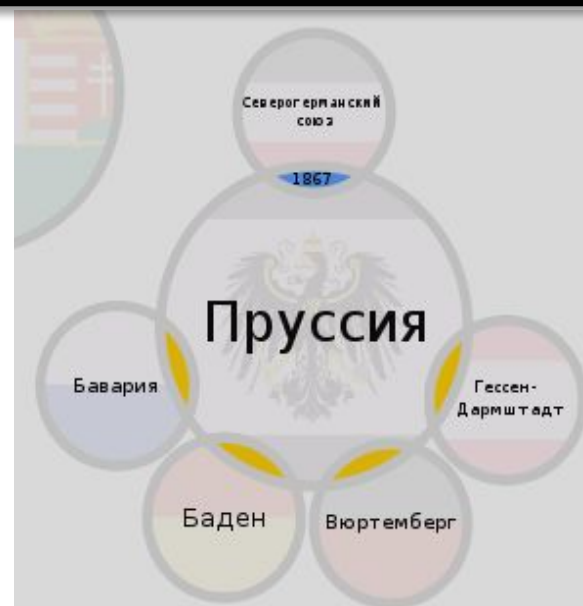 Северогерманский
союз
1867
Пруссия
Бавария
Гессен-
Дармштадт
Баден
Вюртемберг